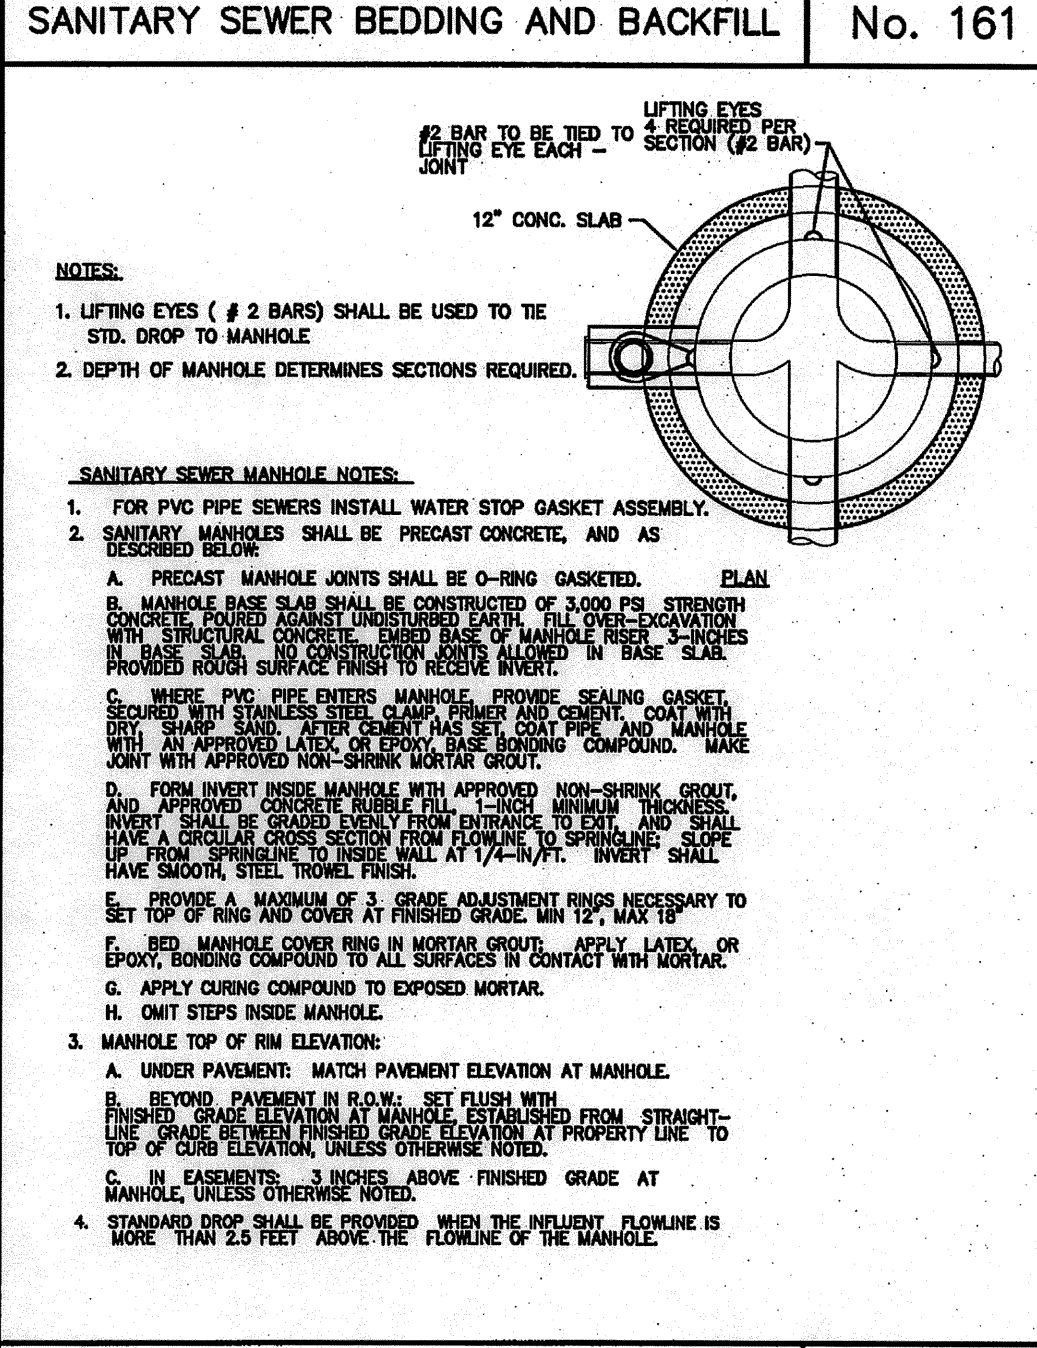 SANITARY SEWER BEDDING AND BACKFILL
No. 161
LIFTING EYES
4 REQUIRED PER
SECTION (#2 BAR)
#2 BAR TO BE TIED TO
LIFTING EYE EACH –
JOINT
12" CONC. SLAB
NOTES:
1. LIFTING EYES ( # 2 BARS) SHALL BE USED TO TIE
STD. DROP TO MANHOLE
2. DEPTH OF MANHOLE DETERMINES SECTIONS REQUIRED.
SANITARY SEWER MANHOLE NOTES:
1. FOR PVC PIPE SEWERS INSTALL WATER STOP GASKET ASSEMBLY.
2. SANITARY MANHOLES SHALL BE PRECAST CONCRETE, AND AS
DESCRIBED BELOW:
A. PRECAST MANHOLE JOINTS SHALL BE O-RING GASKETED.
PLAN
B. MANHOLE BASE SLAB SHALL BE CONSTRUCTED OF 3,000 PSI STRENGTH
CONCRETE, POURED AGAINST UNDISTURBED EARTH. FILL OVER-EXCAVATION
WITH STRUCTURAL CONCRETE. EMBED BASE OF MANHOLE RISER 3-INCHES
IN BASE SLAB. NO CONSTRUCTION JOINTS ALLOWED IN BASE SLAB.
PROVIDED ROUGH SURFACE FINISH TO RECEIVE INVERT.
C. WHERE PVC PIPE ENTERS MANHOLE, PROVIDE SEALING GASKET,
SECURED WITH STAINLESS STEEL CLAMP, PRIMER AND CEMENT. COAT WITH
DRY, SHARP SAND. AFTER CEMENT HAS SET, COAT PIPE AND MANHOLE
WITH AN APPROVED LATEX, OR EPOXY, BASE BONDING COMPOUND. MAKE
JOINT WITH APPROVED NON-SHRINK MORTAR GROUT.
D. FORM INVERT INSIDE MANHOLE WITH APPROVED NON-SHRINK GROUT,
AND APPROVED CONCRETE RUBBLE FILL, 1-INCH MINIMUM THICKNESS.
INVERT SHALL BE GRADED EVENLY FROM ENTRANCE TO EXIT, AND SHALL
HAVE A CIRCULAR CROSS SECTION FROM FLOWLINE TO SPRINGLINE; SLOPE
UP FROM SPRINGLINE TO INSIDE WALL AT 1/4-IN/FT. INVERT SHALL
HAVE SMOOTH, STEEL TROWEL FINISH.
E. PROVIDE A MAXIMUM OF 3 GRADE ADJUSTMENT RINGS NECESSARY TO
SET TOP OF RING AND COVER AT FINISHED GRADE. MIN 12", MAX 18"
F. BED MANHOLE COVER RING IN MORTAR GROUT; APPLY LATEX, OR
EPOXY, BONDING COMPOUND TO ALL SURFACES IN CONTACT WITH MORTAR.
G. APPLY CURING COMPOUND TO EXPOSED MORTAR.
H. OMIT STEPS INSIDE MANHOLE.
3. MANHOLE TOP OF RIM ELEVATION:
A. UNDER PAVEMENT: MATCH PAVEMENT ELEVATION AT MANHOLE.
B. BEYOND PAVEMENT IN R.O.W.: SET FLUSH WITH
FINISHED GRADE ELEVATION AT MANHOLE, ESTABLISHED FROM STRAIGHT-
LINE GRADE BETWEEN FINISHED GRADE ELEVATION AT PROPERTY LINE TO
TOP OF CURB ELEVATION, UNLESS OTHERWISE NOTED.
C. IN EASEMENTS: 3 INCHES ABOVE FINISHED GRADE AT
MANHOLE, UNLESS OTHERWISE NOTED.
4. STANDARD DROP SHALL BE PROVIDED WHEN THE INFLUENT FLOWLINE IS
MORE THAN 2.5 FEET ABOVE THE FLOWLINE OF THE MANHOLE.